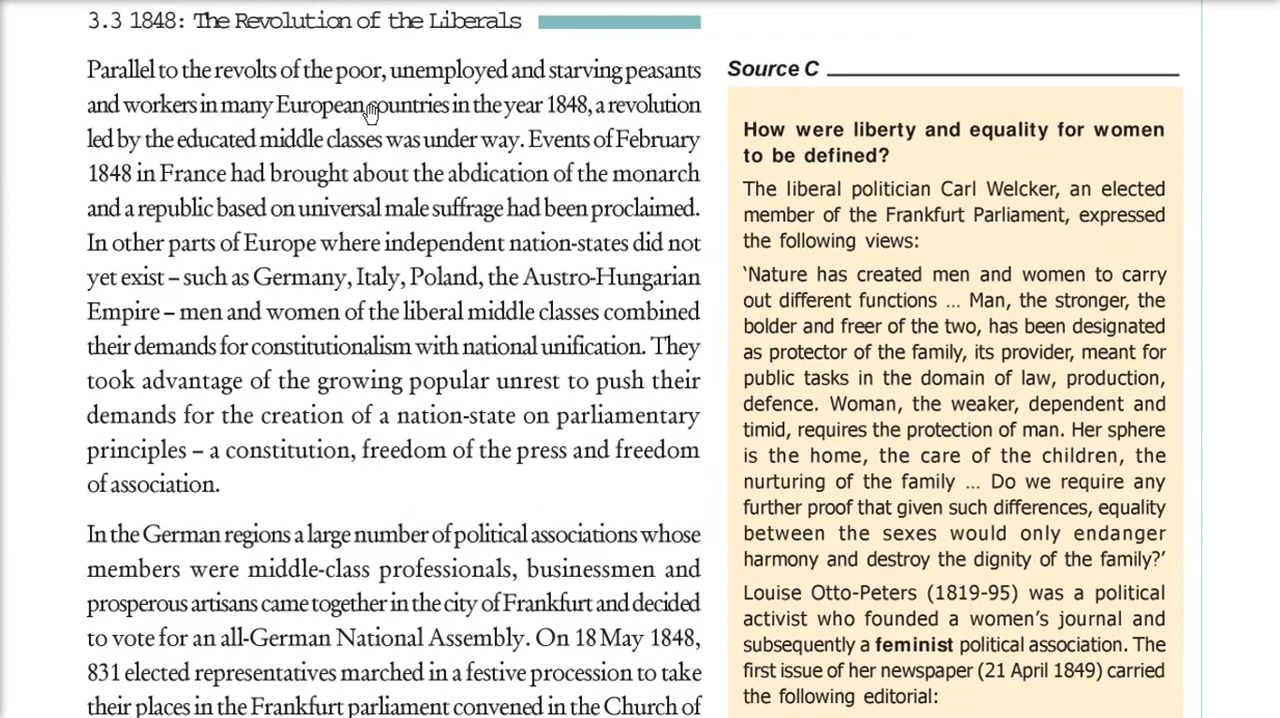 3.3 1848: The Revolution of the Liberals
Parallel to the revolts of the poor, unemployed and starving peasants
and workers in many European countries in the year 1848, a revolution
led by the educated middle classes was under way. Events of February
1848 in France had brought about the abdication of the monarch
and a republic based on universal male suffrage had been proclaimed.
In other parts of Europe where independent nation-states did not
yet exist – such as Germany, Italy, Poland, the Austro-Hungarian
Empire – men and women of the liberal middle classes combined
their demands for constitutionalism with national unification. They
took advantage of the growing popular unrest to push their
demands for the creation of a nation-state on parliamentary
principles – a constitution, freedom of the press and freedom
of association.
In the German regions a large number of political associations whose
members were middle-class professionals, businessmen and
prosperous artisans came together in the city of Frankfurt and decided
to vote for an all-German National Assembly. On 18 May 1848,
831 elected representatives marched in a festive procession to take
their places in the Frankfurt parliament convened in the Church of
Source C
How were liberty and equality for women
to be defined?
The liberal politician Carl Welcker, an elected
member of the Frankfurt Parliament, expressed
the following views:
‘Nature has created men and women to carry
out different functions … Man, the stronger, the
bolder and freer of the two, has been designated
as protector of the family, its provider, meant for
public tasks in the domain of law, production,
defence. Woman, the weaker, dependent and
timid, requires the protection of man. Her sphere
is the home, the care of the children, the
nurturing of the family … Do we require any
further proof that given such differences, equality
between the sexes would only endanger
harmony and destroy the dignity of the family?’
Louise Otto-Peters (1819-95) was a political
activist who founded a women’s journal and
subsequently a feminist political association. The
first issue of her newspaper (21 April 1849) carried
the following editorial: